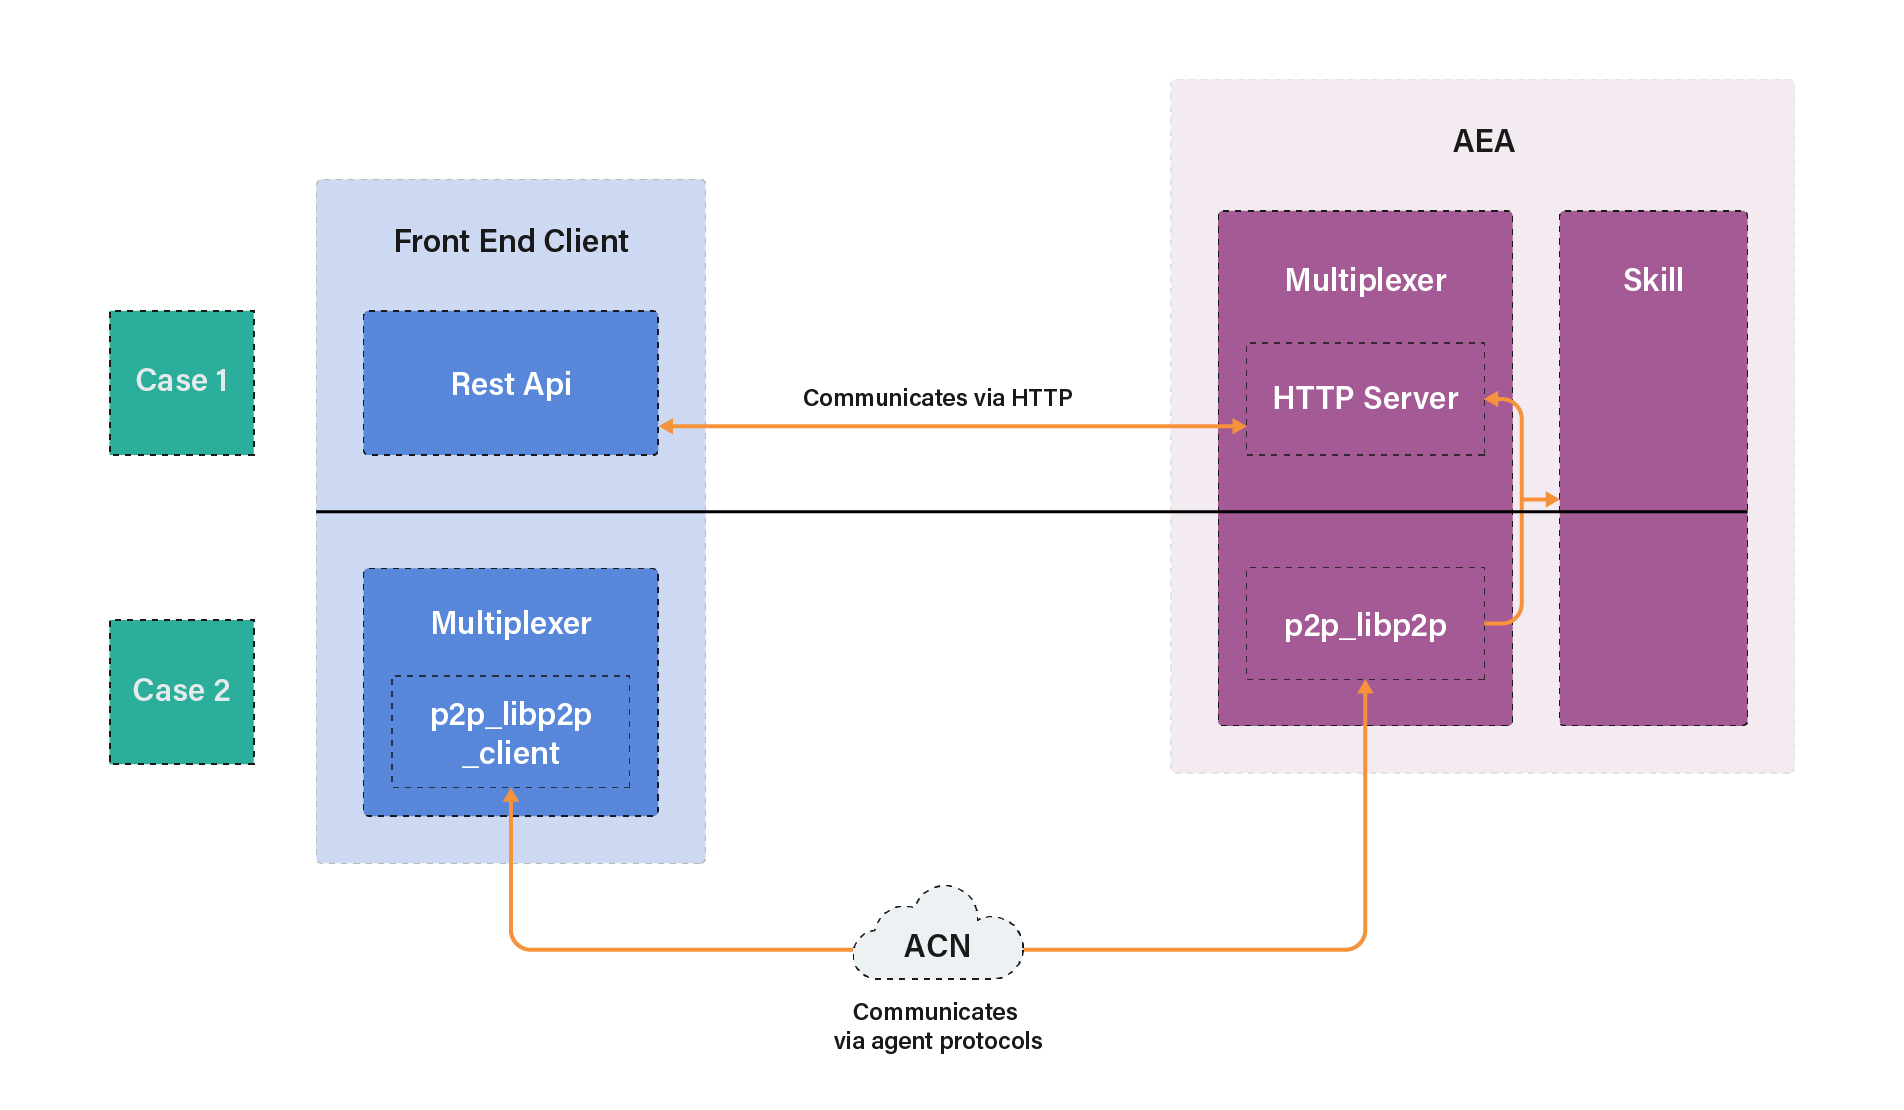 AEA
Front End Client
Multiplexer
Skill
Case 1
Rest Api
Communicates via HTTP
HTTP Server
Multiplexer
p2p_libp2p
Case 2
p2p_libp2p
_client
ACN
Communicates
via agent protocols